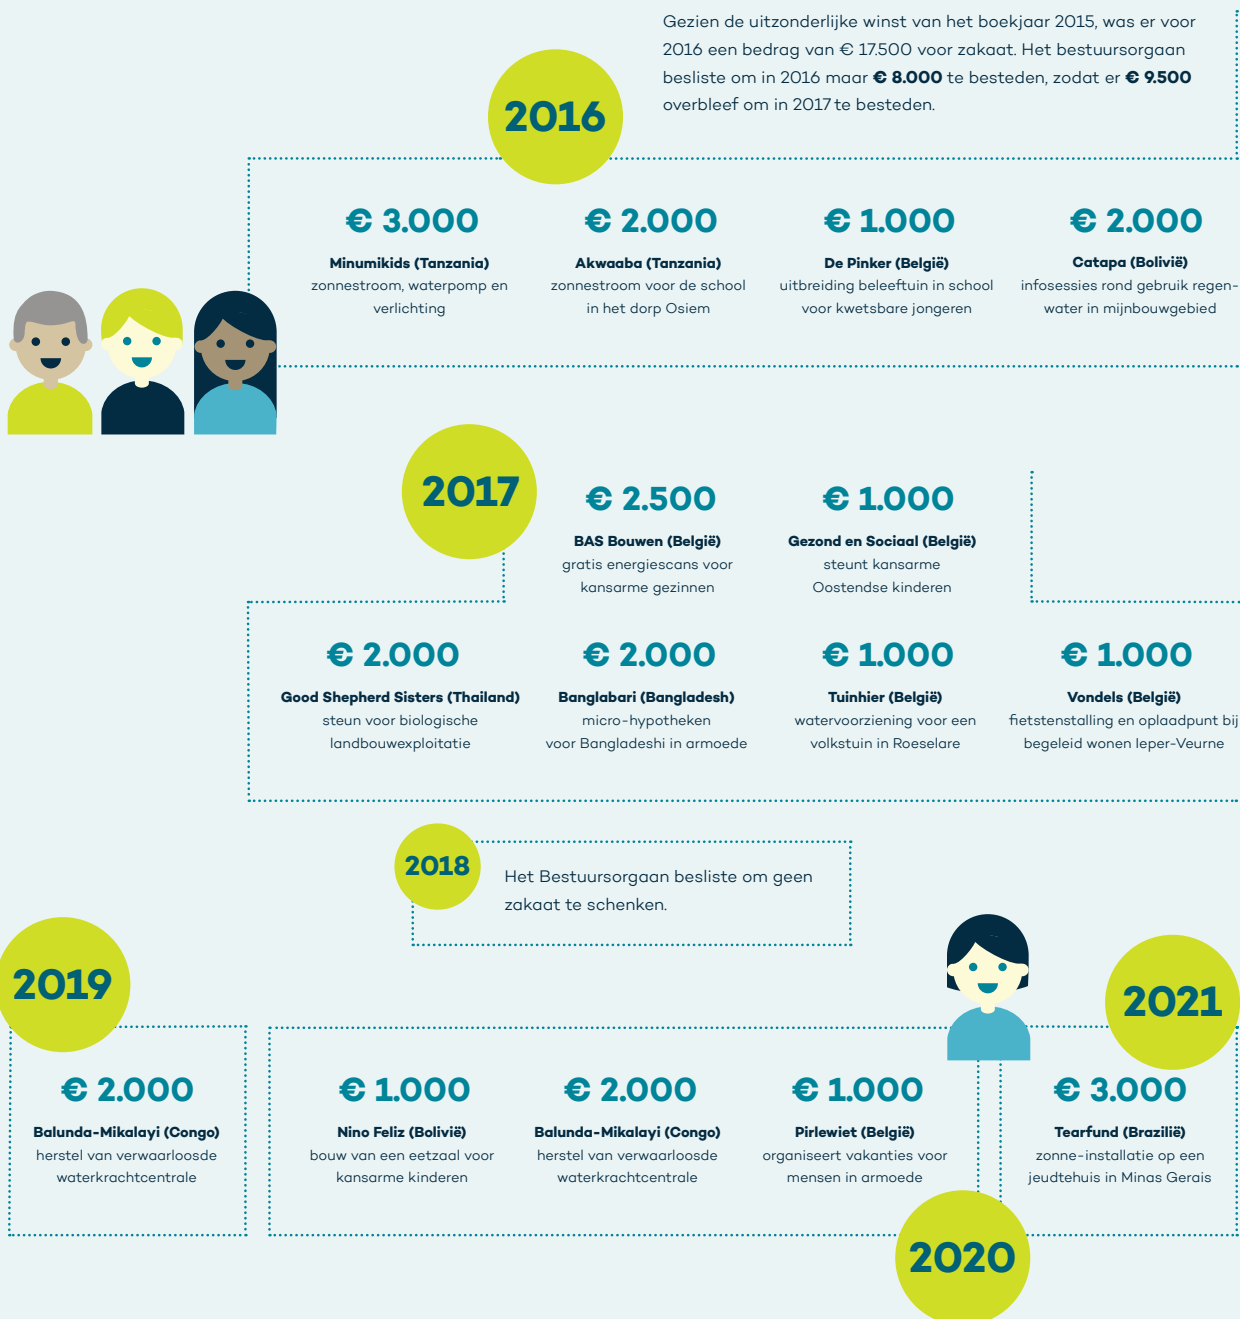 Gezien de uitzonderlijke winst van het boekjaar 2015, was er voor
2016 een bedrag van € 17.500 voor zakaat. Het bestuursorgaan
besliste om in 2016 maar € 8.000 te besteden, zodat er € 9.500
overbleef om in 2017 te besteden.
2016
€ 3.000
Minumikids (Tanzania)
zonnestroom, waterpomp en
verlichting
€ 2.000
Akwaaba (Tanzania)
zonnestroom voor de school
in het dorp Osiem
€ 1.000
De Pinker (België)
uitbreiding beleeftuin in school
voor kwetsbare jongeren
€ 2.000
Catapa (Bolivië)
infosessies rond gebruik regen-
water in mijnbouwgebied
2017
€ 2.500
BAS Bouwen (België)
gratis energiescans voor
kansarme gezinnen
€ 1.000
Gezond en Sociaal (België)
steunt kansarme
Oostendse kinderen
€ 2.000
Good Shepherd Sisters (Thailand)
steun voor biologische
landbouwexploitatie
€ 2.000
Banglabari (Bangladesh)
micro-hypotheken
voor Bangladeshi in armoede
€ 1.000
Tuinhier (België)
watervoorziening voor een
volkstuin in Roeselare
€ 1.000
Vondels (België)
fietstenstalling en oplaadpunt bij
begeleid wonen Ieper-Veurne
2018
Het Bestuursorgaan besliste om geen
zakaat te schenken.
2019
€ 2.000
Balunda-Mikalayi (Congo)
herstel van verwaarloosde
waterkrachtcentrale
€ 1.000
Nino Feliz (Bolivië)
bouw van een eetzaal voor
kansarme kinderen
€ 2.000
Balunda-Mikalayi (Congo)
herstel van verwaarloosde
waterkrachtcentrale
€ 1.000
Pirlewiet (België)
organiseert vakanties voor
mensen in armoede
2020
2021
€ 3.000
Tearfund (Brazilië)
zonne-installatie op een
jeudtehuis in Minas Gerais